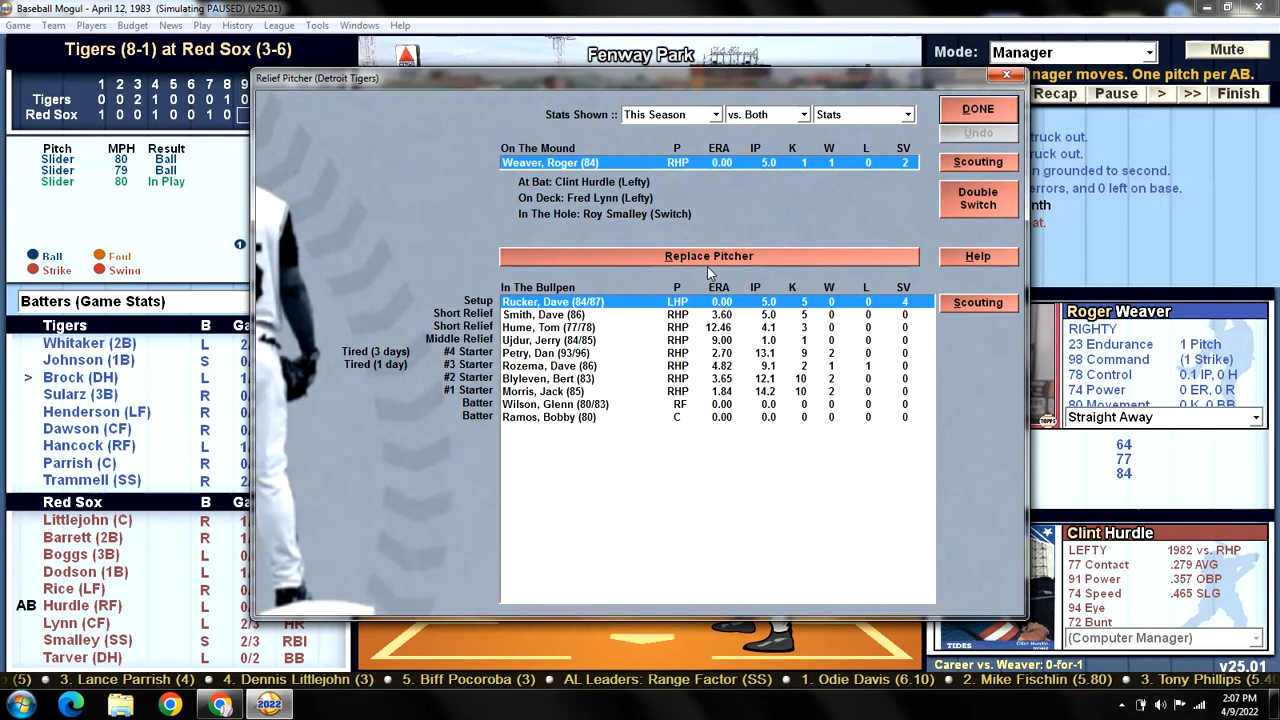 Baseball Mogul - April 12, 1983 (Simulating PAUSED) (v25.01)
Game Team Players Budget News Play History League Tools Windows Help
Tigers (8-1) at Red Sox (3-6)
Fenway Park
Mode: Manager Mute
nager moves. One pitch per AB.
Recap Pause > >> Finish
1 2 3 4 5 6 7 8 9
Tigers 0 0 2 1 0 0 0 1 0
Red Sox 1 0 0 1 0 1 0
Pitch MPH Result
Slider 80 Ball
Slider 79 Ball
Slider 80 In Play
1
Ball Foul
Strike Swing
Batters (Game Stats)
Tigers B Ga
Whitaker (2B) L
Johnson (1B) S
> Brock (DH) L
Sularz (3B) R
Henderson (LF) R
Dawson (CF) R
Hancock (RF) L
Parrish (C) R
Trammell (SS) R
Red Sox B Ga
Littlejohn (C) R
Barrett (2B) R
Boggs (3B) L
Dodson (1B) L
Rice (LF) R
AB Hurdle (RF) L
Lynn (CF) L 2/3 HR
Smalley (SS) S 2/3 RBI
Tarver (DH) L 0/2 BB
Relief Pitcher (Detroit Tigers)
Stats Shown :: This Season vs. Both Stats
DONE
Undo
On The Mound P ERA IP K W L SV
Weaver, Roger (84) RHP 0.00 5.0 1 1 0 2
Scouting
At Bat: Clint Hurdle (Lefty)
On Deck: Fred Lynn (Lefty)
In The Hole: Roy Smalley (Switch)
Double Switch
Replace Pitcher
Help
In The Bullpen P ERA IP K W L SV
Setup Rucker, Dave (84/87) LHP 0.00 5.0 5 0 0 4
Scouting
Short Relief Smith, Dave (86) RHP 3.60 5.0 5 0 0 0
Short Relief Hume, Tom (77/78) RHP 12.46 4.1 3 0 0 0
Middle Relief Ujdur, Jerry (84/85) RHP 9.00 1.0 1 0 0 0
Tired (3 days) #4 Starter Petry, Dan (93/96) RHP 2.70 13.1 9 2 0 0
Tired (1 day) #3 Starter Rozema, Dave (86) RHP 4.82 9.1 2 1 1 0
#2 Starter Blyleven, Bert (83) RHP 3.65 12.1 10 2 0 0
#1 Starter Morris, Jack (85) RHP 1.84 14.2 10 2 0 0
Batter Wilson, Glenn (80/83) RF 0.00 0.0 0 0 0 0
Batter Ramos, Bobby (80) C 0.00 0.0 0 0 0 0
truck out.
ck out.
n grounded to second.
errors, and 0 left on base.
nth
at.
Roger Weaver
RIGHTY
23 Endurance 1 Pitch
98 Command (1 Strike)
78 Control 0.1 IP, 0 H
74 Power 0 ER, 0 R
80 Movement 0 K, 0 BB
TOPPS
Straight Away
64
77
84
Clint Hurdle
LEFTY 1982 vs. RHP
77 Contact .279 AVG
91 Power .357 OBP
74 Speed .465 SLG
94 Eye
72 Bunt
TIDES
(Computer Manager)
Career vs. Weaver: 0-for-1 v25.01
o (5) • 3. Lance Parrish (4) • 4. Dennis Littlejohn (3) • 5. Biff Pocoroba (3) • AL Leaders: Range Factor (SS) • 1. Odie Davis (6.10) • 2. Mike Fischlin (5.80) • 3. Tony Phillips (5.4
2022
2:07 PM
4/9/2022